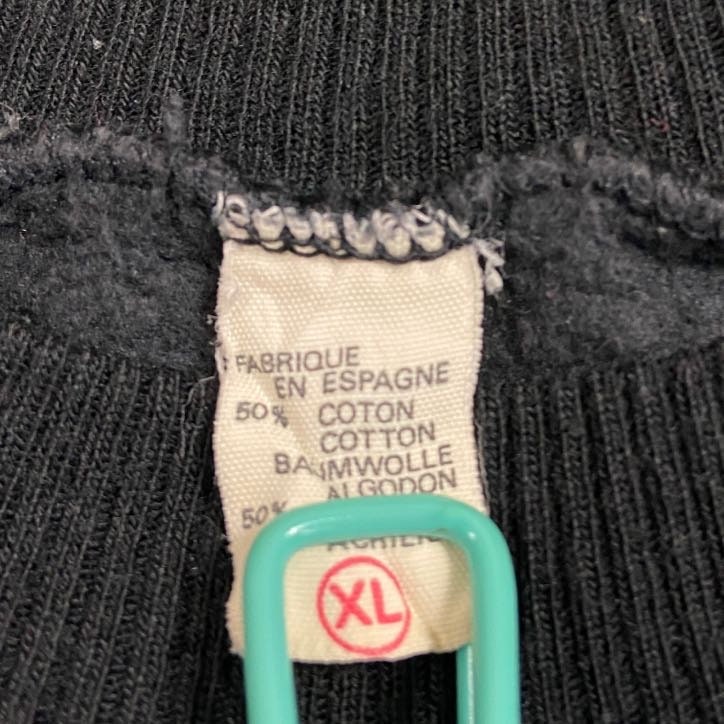 FABRIQUE
EN ESPAGNE
50% COTON
COTTON
BAUMWOLLE
ALGODON
50%
XL